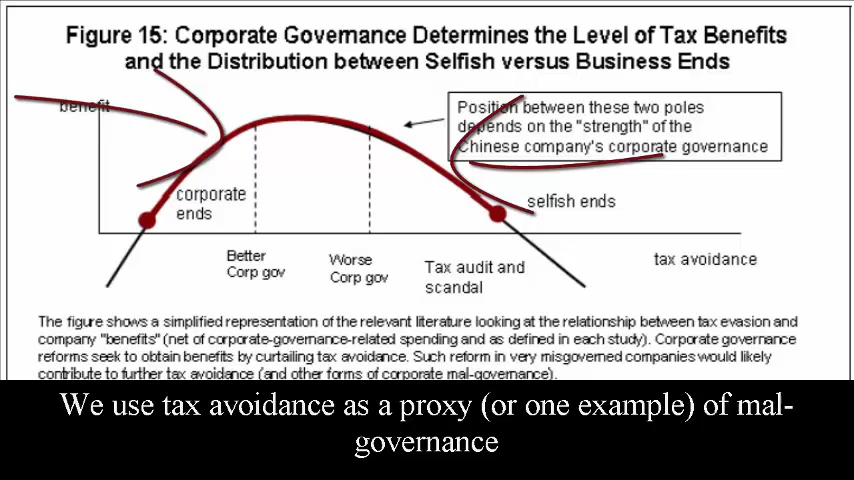 Figure 15: Corporate Governance Determines the Level of Tax Benefits
and the Distribution between Selfish versus Business Ends
benefit
Position between these two poles
depends on the "strength" of the
Chinese company's corporate governance
corporate
ends
selfish ends
Better
Corp gov
Worse
Corp gov
Tax audit and
scandal
tax avoidance
The figure shows a simplified representation of the relevant literature looking at the relationship between tax evasion and
company "benefits" (net of corporate-governance-related spending and as defined in each study). Corporate governance
reforms seek to obtain benefits by curtailing tax avoidance. Such reform in very misgoverned companies would likely
contribute to further tax avoidance (and other forms of corporate mal-governance).
We use tax avoidance as a proxy (or one example) of mal-
governance